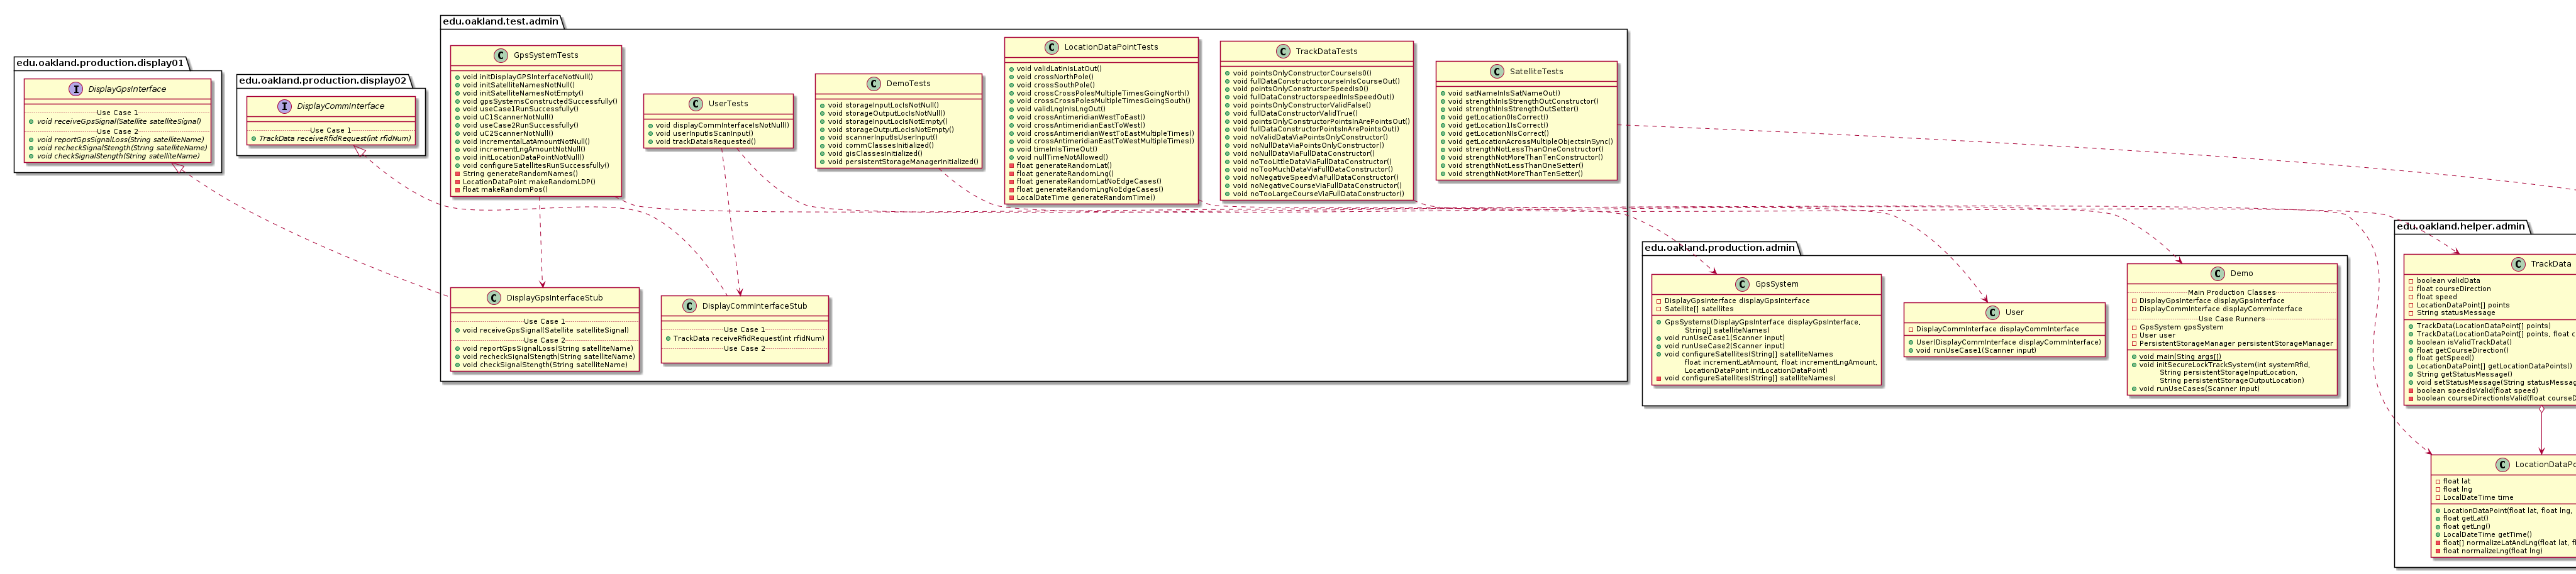 edu.oakland.production.display01
I DisplayGpsInterface
Use Case 1
void receiveGpsSignal(Satellite satelliteSignal)
Use Case 2
void reportGpsSignalLoss(String satelliteName)
void recheckSignalStength(String satelliteName)
void checkSignalStength(String satelliteName)
edu.oakland.production.display02
I DisplayCommInterface
Use Case 1
TrackData receiveRfidRequest(int rfidNum)
edu.oakland.test.admin
C GpsSystemTests
void initDisplayGPSInterfaceNotNull()
void initSatelliteNamesNotNull()
void initSatelliteNamesNotEmpty()
void gpsSystemsConstructedSuccessfully()
void useCase1RunSuccessfully()
void uC1ScannerNotNull()
void useCase2RunSuccessfully()
void uC2ScannerNotNull()
void incrementalLatAmountNotNull()
void incrementLngAmountNotNull()
void initLocationDataPointNotNull()
void configureSatellitesRunSuccessfully()
String generateRandomNames()
LocationDataPoint makeRandomLDP()
float makeRandomPos()
C UserTests
void displayCommInterfaceIsNotNull()
void userInputIsScanInput()
void trackDataIsRequested()
C DemoTests
void storageInputLocIsNotNull()
void storageOutputLocIsNotNull()
void storageInputLocIsNotEmpty()
void storageOutputLocIsNotEmpty()
void scannerInputIsUserInput()
void commClassesInitialized()
void gisClassesInitialized()
void persistentStorageManagerInitialized()
C LocationDataPointTests
void validLatInIsLatOut()
void crossNorthPole()
void crossSouthPole()
void crossCrossPolesMultipleTimesGoingNorth()
void crossCrossPolesMultipleTimesGoingSouth()
void validLngInIsLngOut()
void crossAntimeridianWestToEast()
void crossAntimeridianEastToWest()
void crossAntimeridianWestToEastMultipleTimes()
void crossAntimeridianEastToWestMultipleTimes()
void timeInIsTimeOut()
void nullTimeNotAllowed()
float generateRandomLat()
float generateRandomLng()
float generateRandomLatNoEdgeCases()
float generateRandomLngNoEdgeCases()
LocalDateTime generateRandomTime()
C TrackDataTests
void pointsOnlyConstructorCourseIs0()
void fullDataConstructorcourseInIsCourseOut()
void pointsOnlyConstructorSpeedIs0()
void fullDataConstructorspeedInIsSpeedOut()
void pointsOnlyConstructorValidFalse()
void fullDataConstructorValidTrue()
void pointsOnlyConstructorPointsInArePointsOut()
void fullDataConstructorPointsInArePointsOut()
void noValidDataViaPointsOnlyConstructor()
void noNullDataViaPointsOnlyConstructor()
void noNullDataViaFullDataConstructor()
void noTooLittleDataViaFullDataConstructor()
void noTooMuchDataViaFullDataConstructor()
void noNegativeSpeedViaFullDataConstructor()
void noNegativeCourseViaFullDataConstructor()
void noTooLargeCourseViaFullDataConstructor()
C SatelliteTests
void satNameInIsSatNameOut()
void strengthInIsStrengthOutConstructor()
void strengthInIsStrengthOutSetter()
void getLocation0IsCorrect()
void getLocation1IsCorrect()
void getLocationNIsCorrect()
void getLocationAcrossMultipleObjectsInSync()
void strengthNotLessThanOneConstructor()
void strengthNotMoreThanTenConstructor()
void strengthNotLessThanOneSetter()
void strengthNotMoreThanTenSetter()
C DisplayGpsInterfaceStub
Use Case 1
void receiveGpsSignal(Satellite satelliteSignal)
Use Case 2
void reportGpsSignalLoss(String satelliteName)
void recheckSignalStength(String satelliteName)
void checkSignalStength(String satelliteName)
C DisplayCommInterfaceStub
Use Case 1
TrackData receiveRfidRequest(int rfidNum)
Use Case 2
edu.oakland.production.admin
C GpsSystem
DisplayGpsInterface displayGpsInterface
Satellite[] satellites
GpsSystems(DisplayGpsInterface displayGpsInterface,
String[] satelliteNames)
void runUseCase1(Scanner input)
void runUseCase2(Scanner input)
void configureSatellites(String[] satelliteNames
float incrementLatAmount, float incrementLngAmount,
LocationDataPoint initLocationDataPoint)
void configureSatellites(String[] satelliteNames)
C User
DisplayCommInterface displayCommInterface
User(DisplayCommInterface displayCommInterface)
void runUseCase1(Scanner input)
C Demo
Main Production Classes
DisplayGpsInterface displayGpsInterface
DisplayCommInterface displayCommInterface
Use Case Runners
GpsSystem gpsSystem
User user
PersistentStorageManager persistentStorageManager
void main(String args[])
void initSecureLockTrackSystem(int systemRfid,
String persistentStorageInputLocation,
String persistentStorageOutputLocation)
void runUseCases(Scanner input)
edu.oakland.helper.admin
C TrackData
boolean validData
float courseDirection
float speed
LocationDataPoint[] points
String statusMessage
TrackData(LocationDataPoint[] points)
TrackData(LocationDataPoint[] points, float c
boolean isValidTrackData()
float getCourseDirection()
float getSpeed()
LocationDataPoint[] getLocationDataPoints()
String getStatusMessage()
void setStatusMessage(String statusMessag
boolean speedIsValid(float speed)
boolean courseDirectionIsValid(float courseD
C LocationDataPo
float lat
float lng
LocalDateTime time
LocationDataPoint(float lat, float lng,
float getLat()
float getLng()
LocalDateTime getTime()
float[] normalizeLatAndLng(float lat, fl
float normalizeLng(float lng)